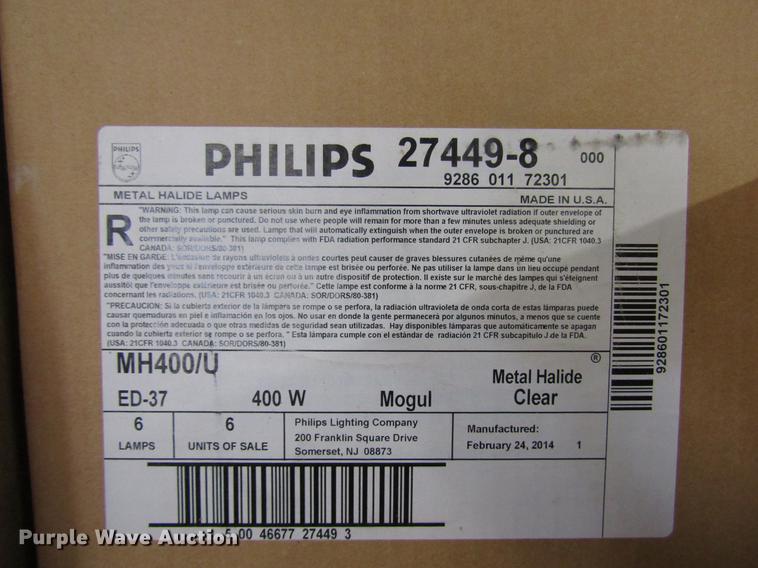 PHILIPS
PHILIPS 27449-8 000
9286 011 72301
METAL HALIDE LAMPS MADE IN U.S.A.
R
"WARNING: This lamp can cause serious skin burn and eye inflammation from shortwave ultraviolet radiation if outer envelope of
the lamp is broken or punctured. Do not use where people will remain for more than a few minutes unless adequate shielding or
other safety precautions are used. Lamps that will automatically extinguish when the outer envelope is broken or punctured are
commercially available." This lamp complies with FDA radiation performance standard 21 CFR subchapter J. (USA: 21CFR 1040.3
CANADA: SOR/DORS/80-381)
"MISE EN GARDE: L'émission de rayons ultraviolets à ondes courtes peut causer de graves blessures cutanées de même qu'une
inflammation des yeux si l'enveloppe extérieure de cette lampe est brisée ou perforée. Ne pas utiliser la lampe dans un lieu occupé pendant
plus de quelques minutes sans recourir à un écran ou à un autre dispositif de protection. Il existe sur le marché des lampes qui s'éteignent
aussitôt que l'enveloppe extérieure est brisée ou perforée." Cette lampe est conforme à la norme 21 CFR, sous-chapitre J, de la FDA
concernant les radiations. (USA: 21CFR 1040.3 CANADA: SOR/DORS/80-381)
"PRECAUCION: Si la cubierta exterior de la lámpara se rompe o se perfora, la radiación ultravioleta de onda corta de estas lámparas puede
causar quemaduras en piel e inflamación en los ojos. No usar en donde la gente permanecerá por algunos minutos, a menos que se cuente
con la protección adecuada o que otras medidas de seguridad sean utilizadas. Hay disponibles lámparas que automáticamente se apagan
cuando la cubierta exterior se rompe o se perfora. " Esta lámpara cumple con el estándar de radiación 21 CFR subcapítulo J de la FDA.
(USA: 21CFR 1040.3 CANADA: SOR/DORS/80-381)
MH400/U ®
ED-37 400 W Mogul Metal Halide
Clear
6 LAMPS
6 UNITS OF SALE
Philips Lighting Company
200 Franklin Square Drive
Somerset, NJ 08873
Manufactured:
February 24, 2014 1
928601172301
5 00 46677 27449 3
Purple Wave Auction